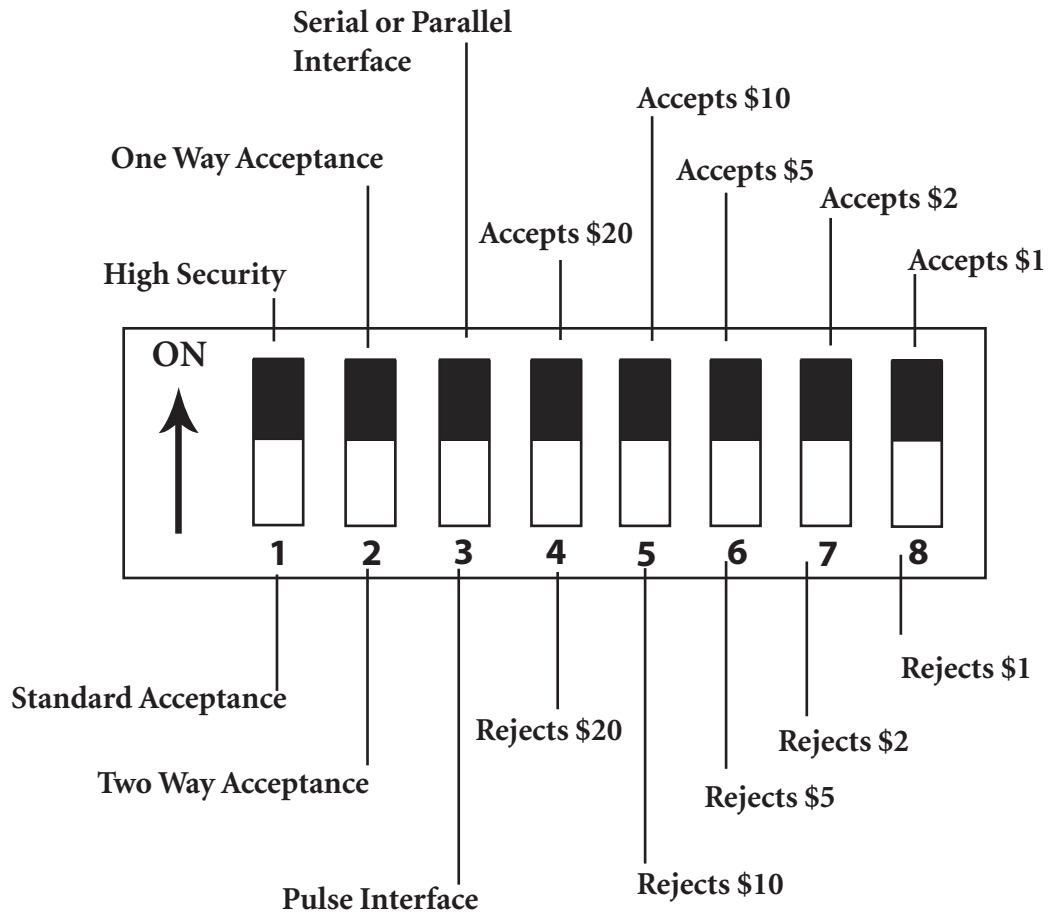 Serial or Parallel
Interface
Accepts $10
One Way Acceptance
Accepts $5
Accepts $2
Accepts $20
Accepts $1
High Security
ON
1 2 3 4 5 6 7 8
Rejects $1
Standard Acceptance
Rejects $20
Rejects $2
Two Way Acceptance
Rejects $5
Rejects $10
Pulse Interface